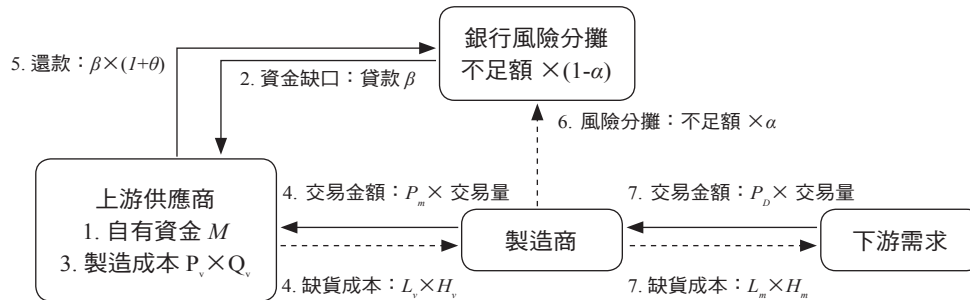 銀行風險分攤
不足額 ×(1-α)
5. 還款：β×(1+θ)
2. 資金缺口：貸款 β
6. 風險分攤：不足額 ×α
上游供應商
1. 自有資金 M
3. 製造成本 Pᵥ×Qᵥ
4. 交易金額：Pₘ× 交易量
製造商
4. 缺貨成本：Lᵥ×Hᵥ
7. 交易金額：P_D× 交易量
下游需求
7. 缺貨成本：Lₘ×Hₘ